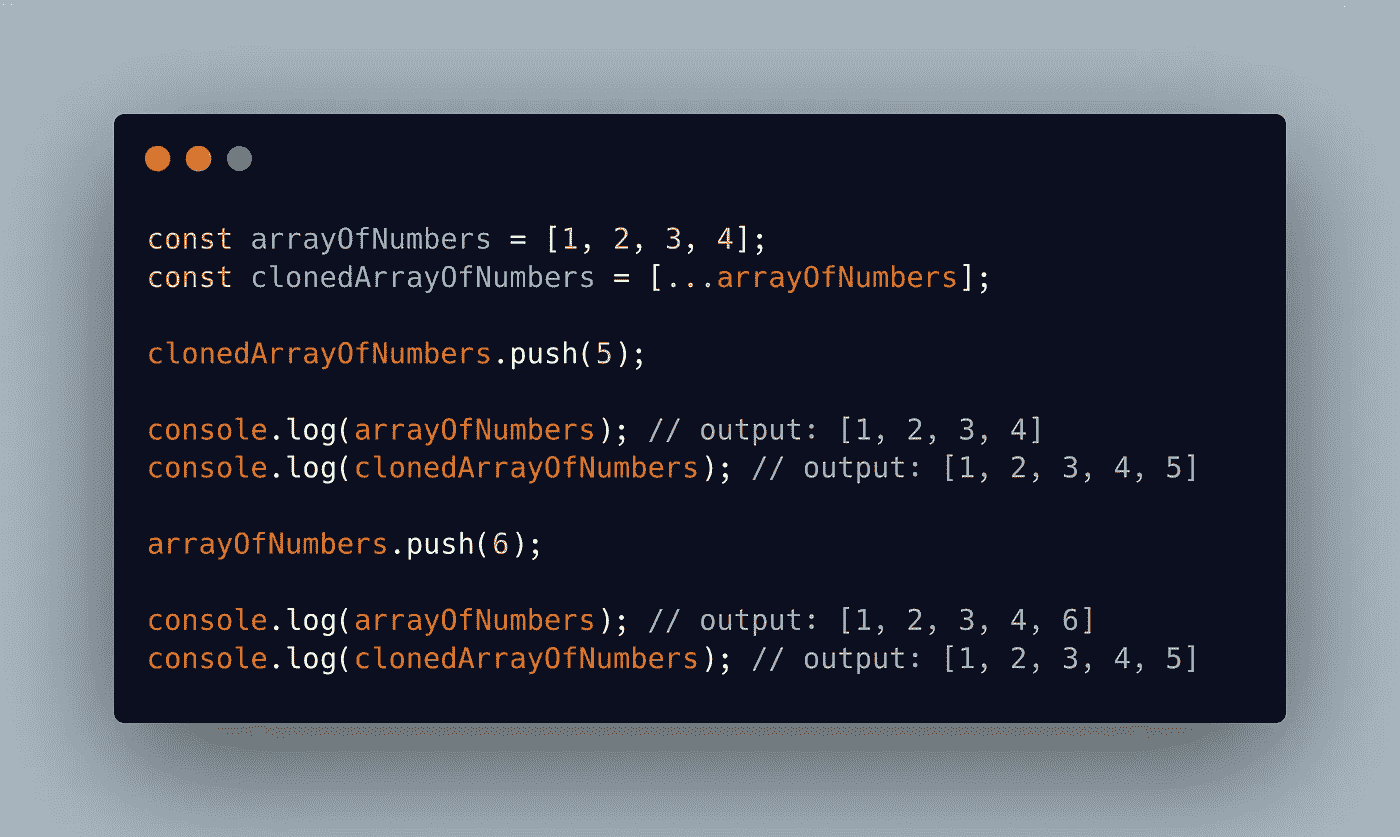 const arrayOfNumbers = [1, 2, 3, 4];
const clonedArrayOfNumbers = [...arrayOfNumbers];
clonedArrayOfNumbers.push(5);
console.log(arrayOfNumbers); // output: [1, 2, 3, 4]
console.log(clonedArrayOfNumbers); // output: [1, 2, 3, 4, 5]
arrayOfNumbers.push(6);
console.log(arrayOfNumbers); // output: [1, 2, 3, 4, 6]
console.log(clonedArrayOfNumbers); // output: [1, 2, 3, 4, 5]